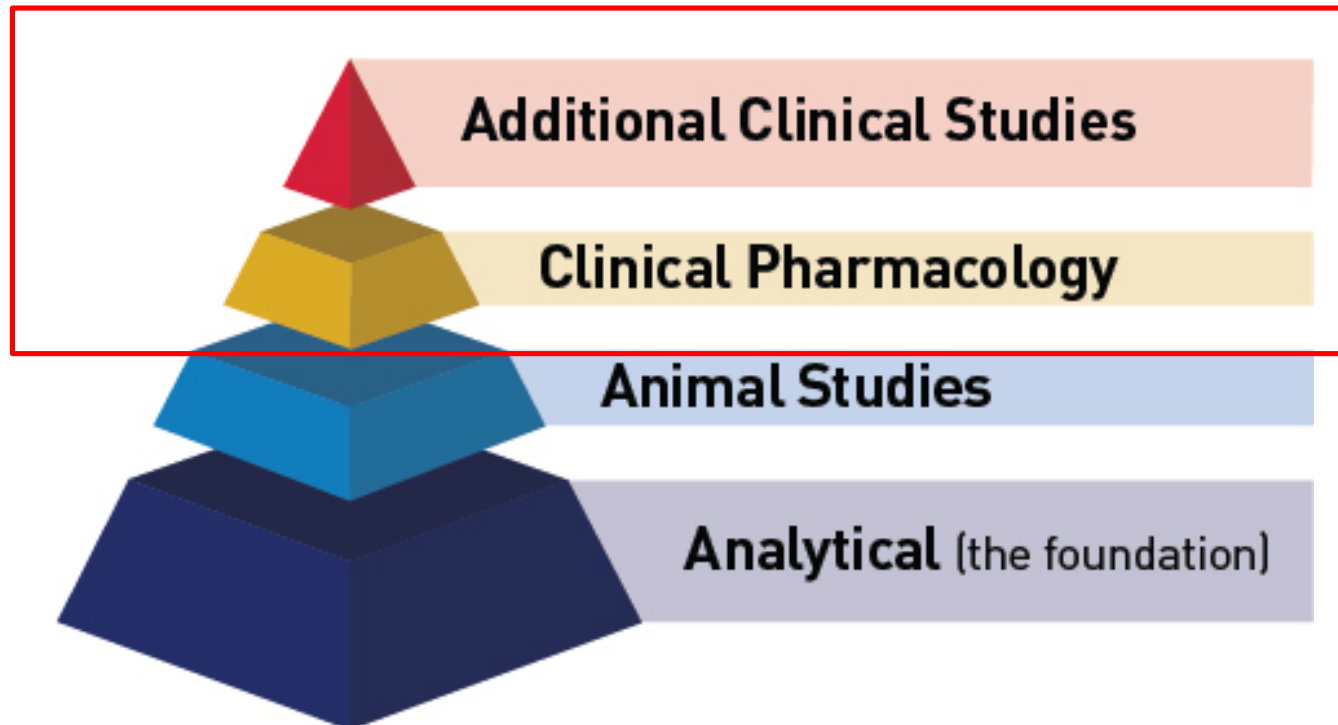 Additional Clinical Studies
Clinical Pharmacology
Animal Studies
Analytical (the foundation)